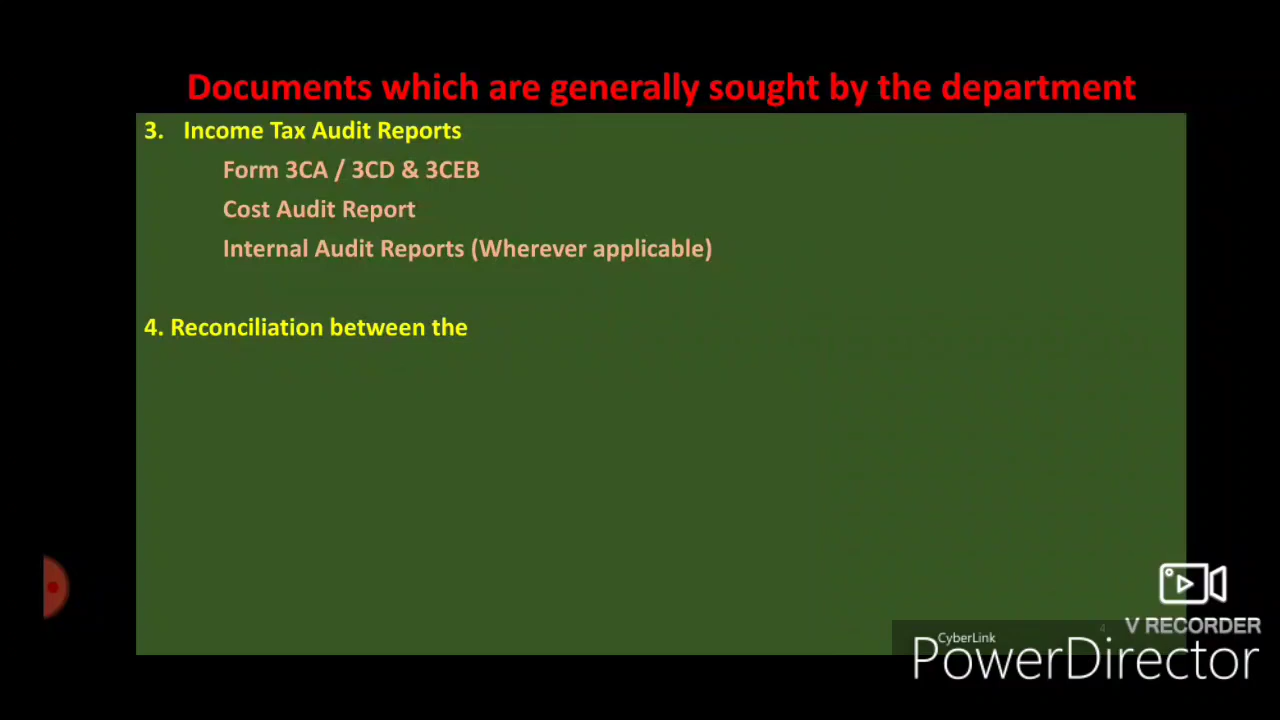 Documents which are generally sought by the department
3. Income Tax Audit Reports
Form 3CA / 3CD & 3CEB
Cost Audit Report
Internal Audit Reports (Wherever applicable)
4. Reconciliation between the
4
V RECORDER
CyberLink
PowerDirector